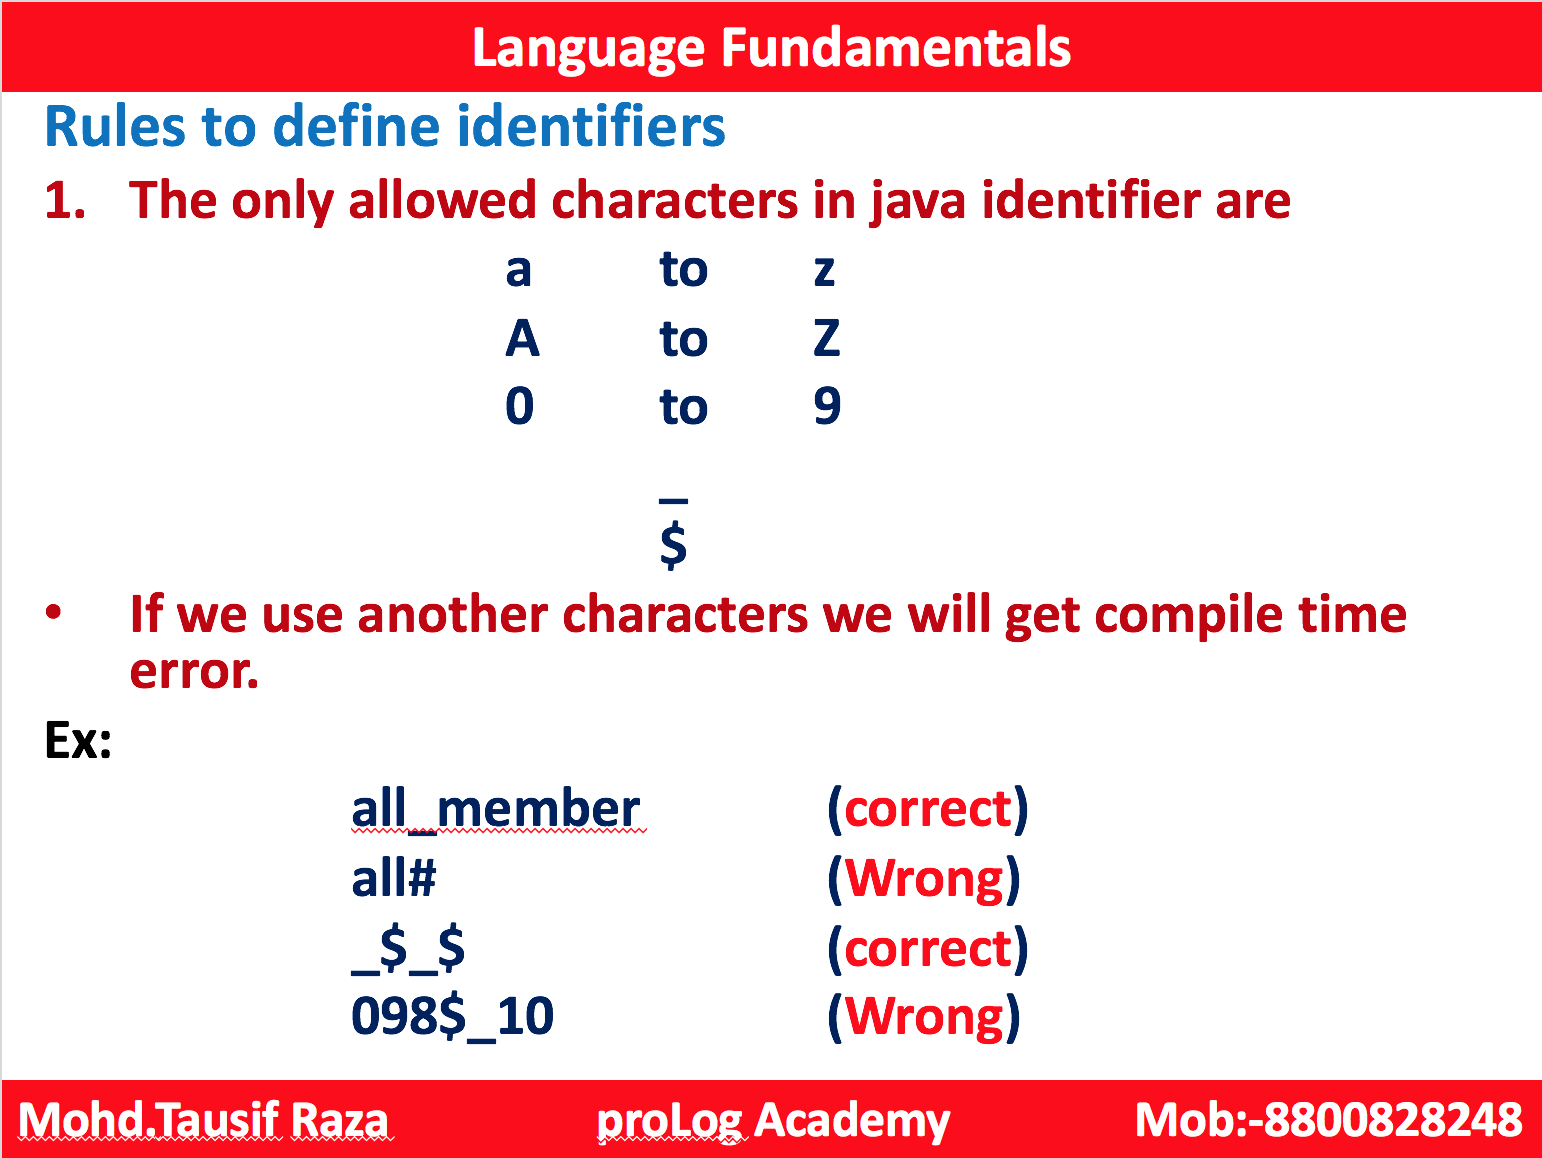 Language Fundamentals
Rules to define identifiers
1. The only allowed characters in java identifier are
a to z
A to Z
0 to 9
_
$
• If we use another characters we will get compile time
error.
Ex:
all_member (correct)
all# (Wrong)
_$_$ (correct)
098$_10 (Wrong)
Mohd.Tausif Raza proLog Academy Mob:-8800828248